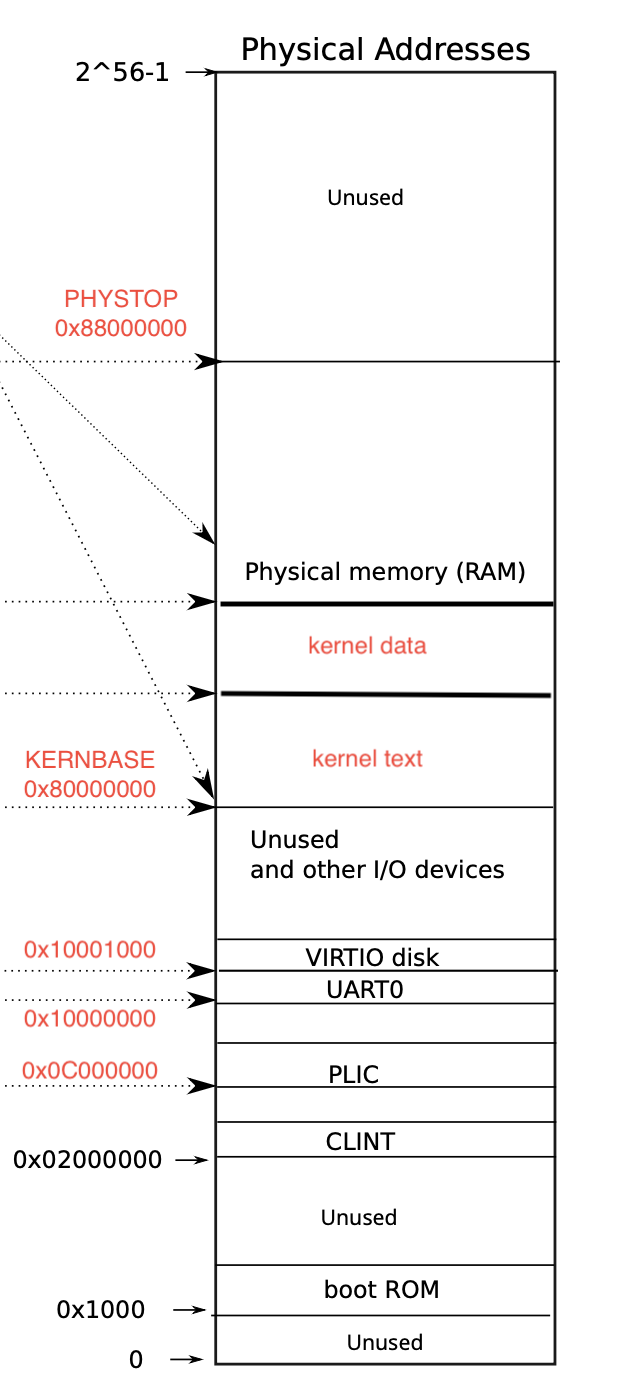 Physical Addresses
2^56-1
Unused
PHYSTOP
0x88000000
Physical memory (RAM)
kernel data
kernel text
KERNBASE
0x80000000
Unused
and other I/O devices
0x10001000
VIRTIO disk
UART0
0x10000000
0x0C000000
PLIC
CLINT
0x02000000
Unused
boot ROM
0x1000
Unused
0